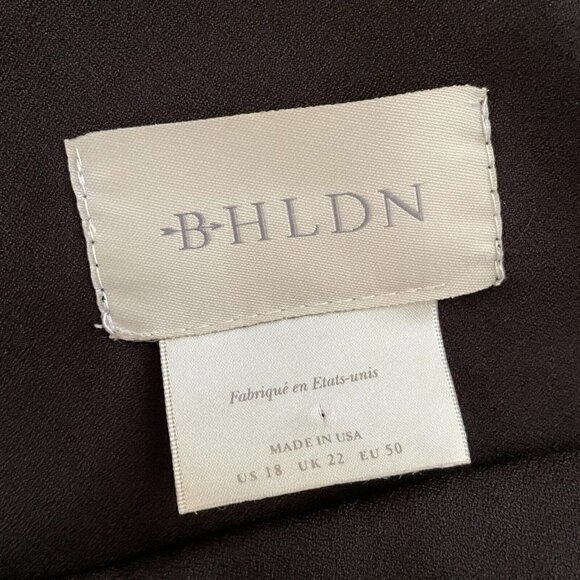 BHLDN
Fabriqué en Etats-unis
MADE IN USA
US 18 UK 22 EU 50